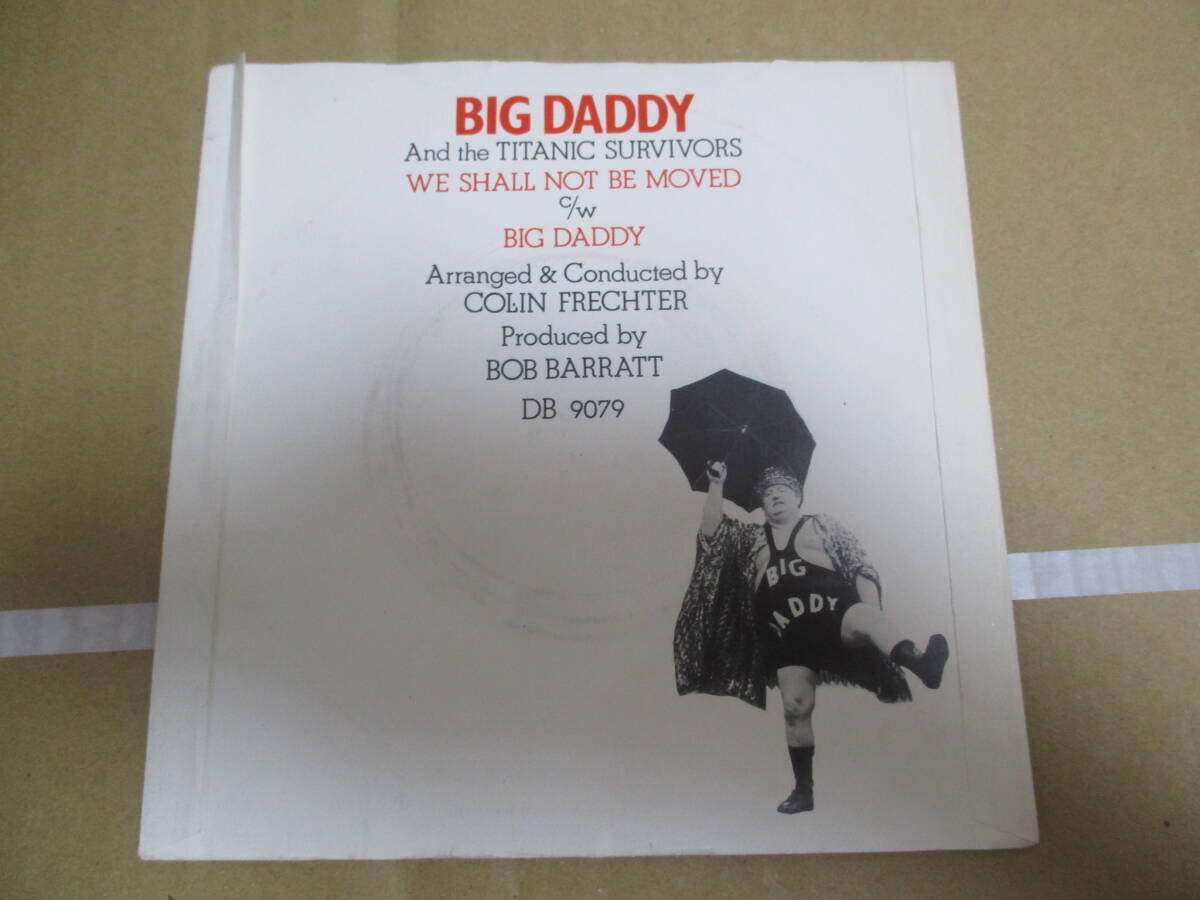 BIG DADDY
And the TITANIC SURVIVORS
WE SHALL NOT BE MOVED
c/w
BIG DADDY
Arranged & Conducted by
COLIN FRECHTER
Produced by
BOB BARRATT
DB 9079
BIG
DADDY